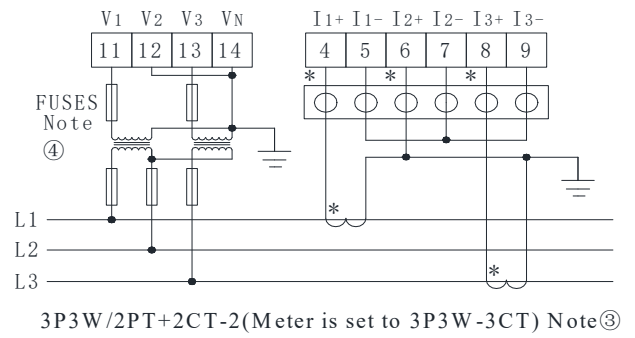 V1 V2 V3 VN I1+ I1- I2+ I2- I3+ I3-
11 12 13 14 4 5 6 7 8 9
* * *
FUSES
Note
④
*
L1
L2
*
L3
3P3W/2PT+2CT-2(Meter is set to 3P3W-3CT) Note③